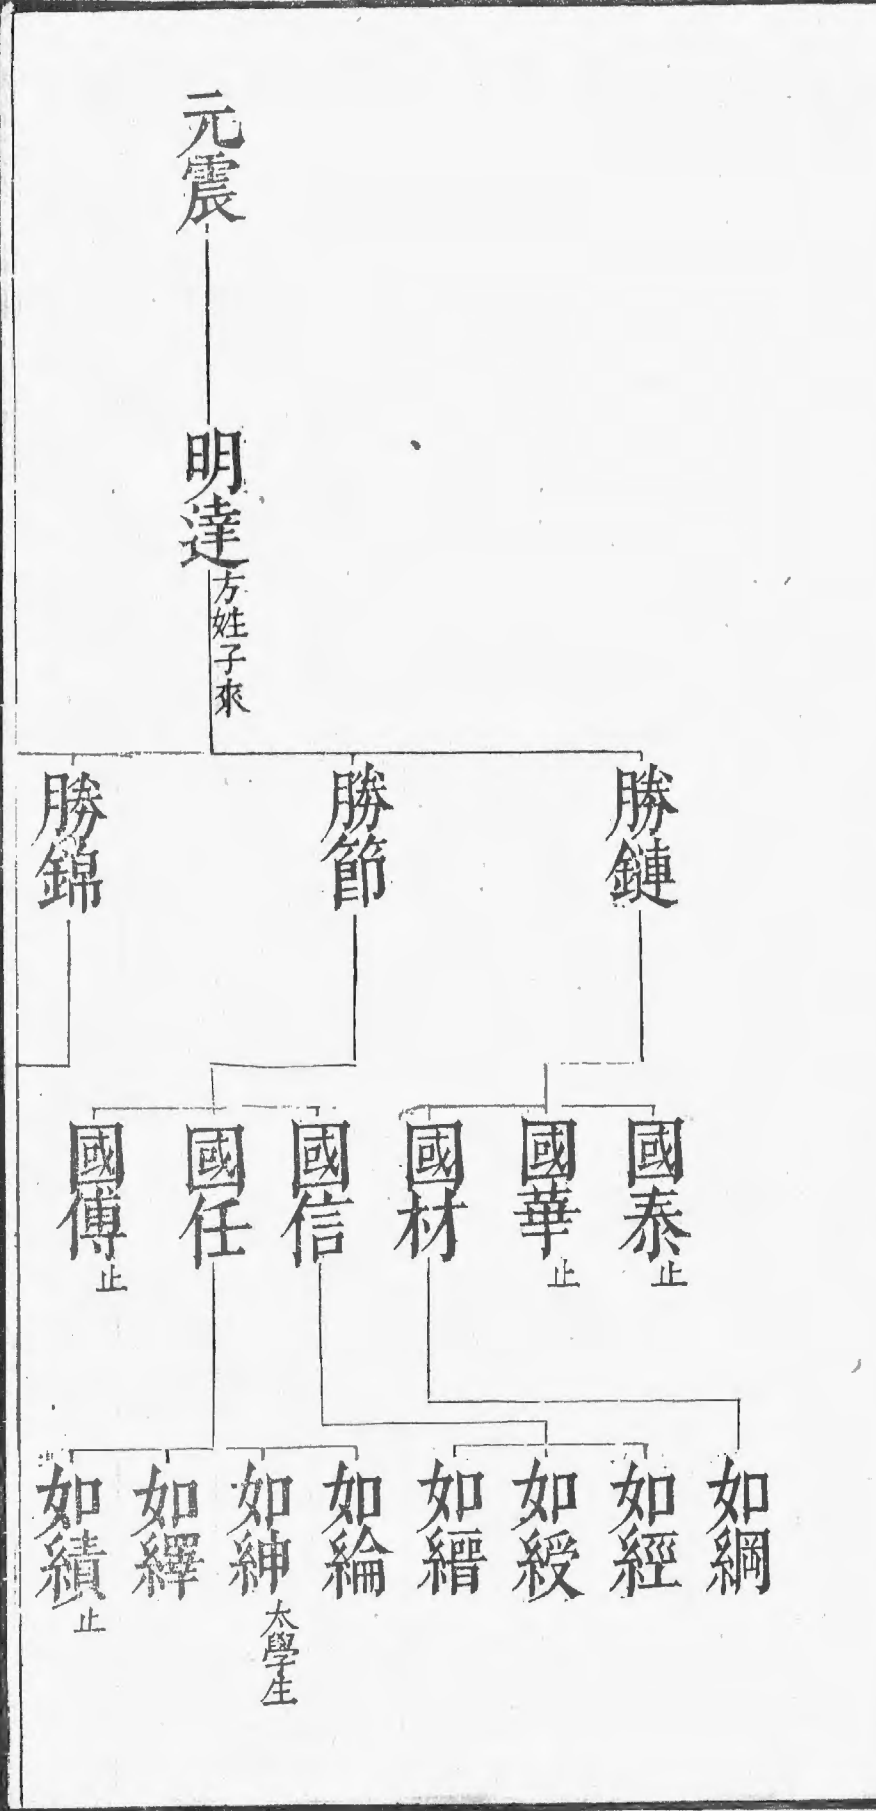 元震
明達方姓子來
勝鏈
勝節
勝錦
國泰止
國華止
國材
國信
國任
國傅止
如綱
如經
如綬
如縉
如綸
如紳太學生
如繹
如績止